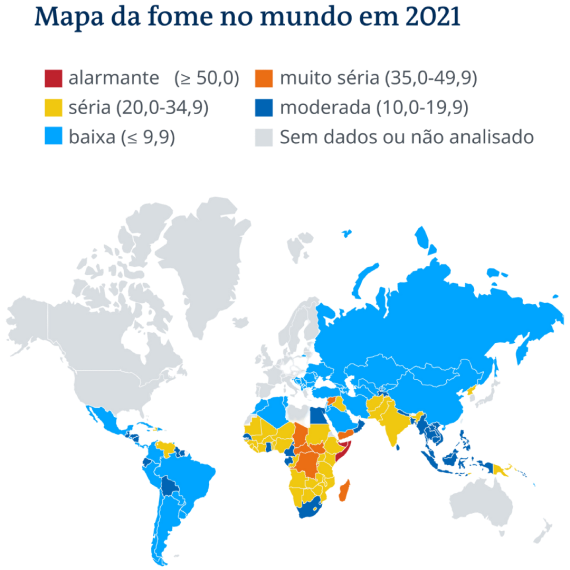 Mapa da fome no mundo em 2021
alarmante (≥ 50,0)
muito séria (35,0-49,9)
séria (20,0-34,9)
moderada (10,0-19,9)
baixa (≤ 9,9)
Sem dados ou não analisado